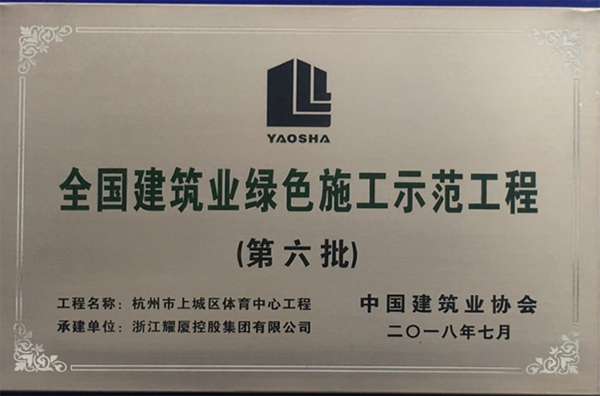 YAOSHA
全国建筑业绿色施工示范工程
(第六批)
工程名称：杭州市上城区体育中心工程
承建单位：浙江耀厦控股集团有限公司
中国建筑业协会
二〇一八年七月